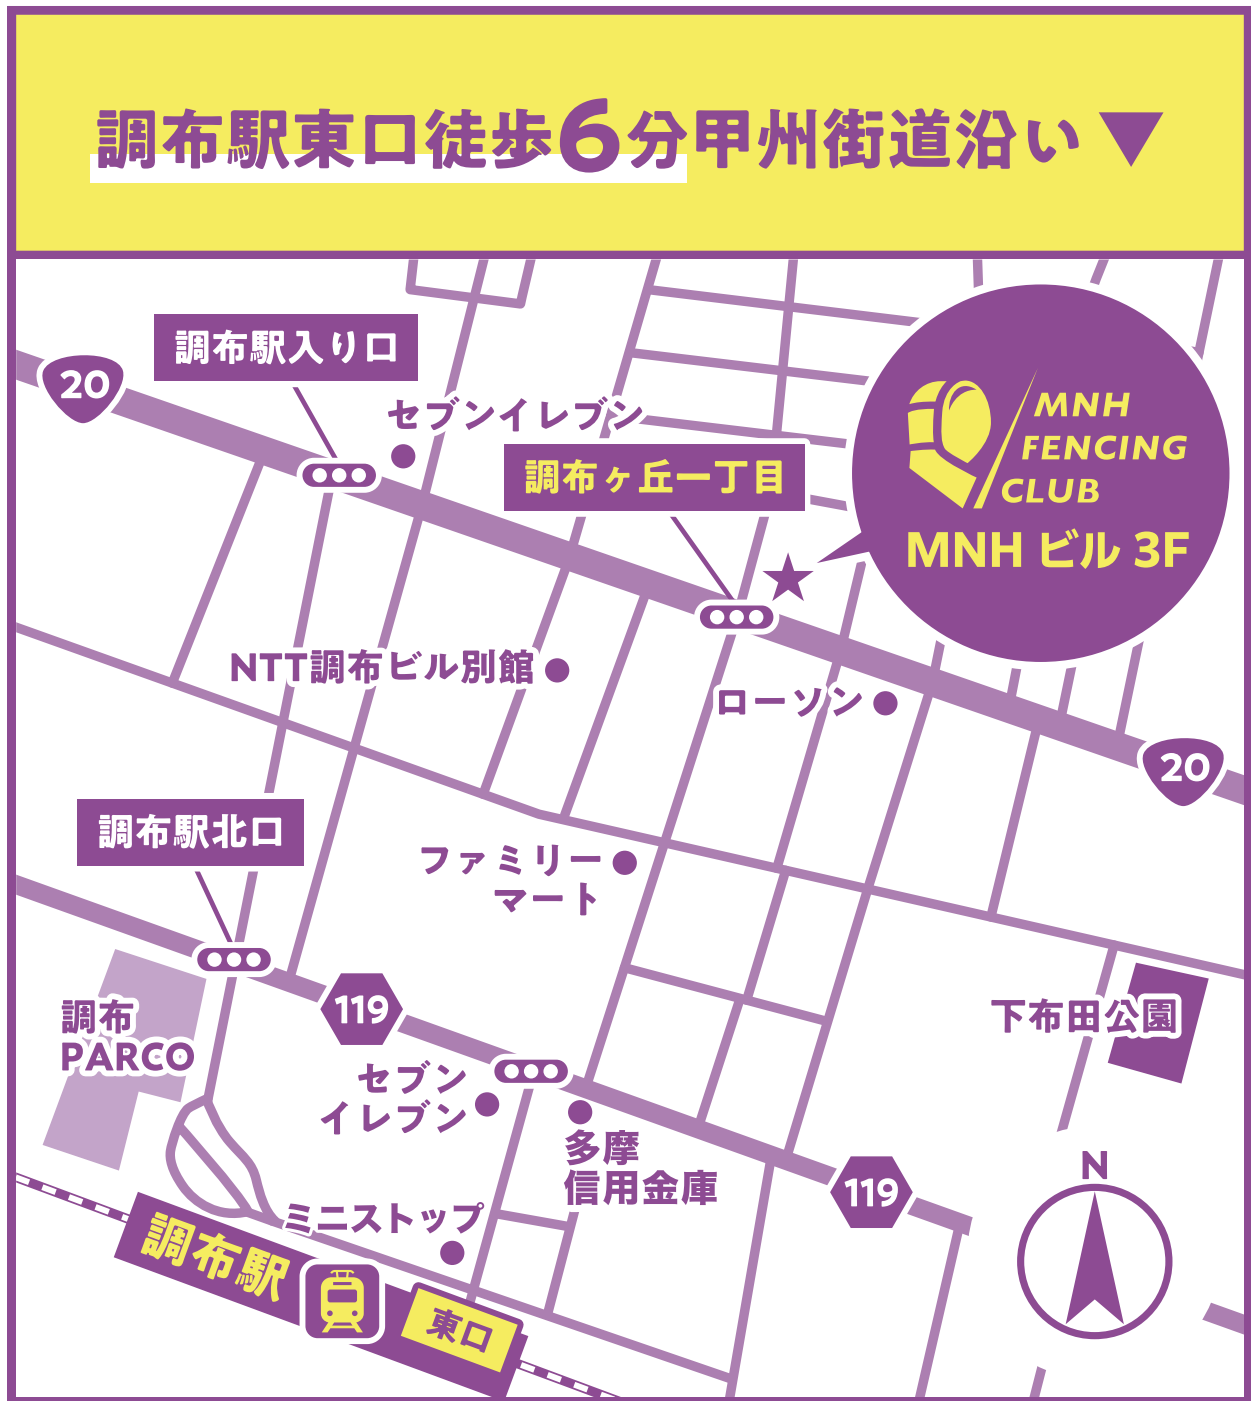 調布駅東口徒歩6分甲州街道沿い▼
調布駅入り口
20
セブンイレブン
調布ヶ丘一丁目
MNH
FENCING
CLUB
MNH ビル 3F
NTT調布ビル別館
ローソン
20
調布駅北口
ファミリー
マート
調布
PARCO
119
下布田公園
セブン
イレブン
多摩
信用金庫
119
N
ミニストップ
調布駅
東口